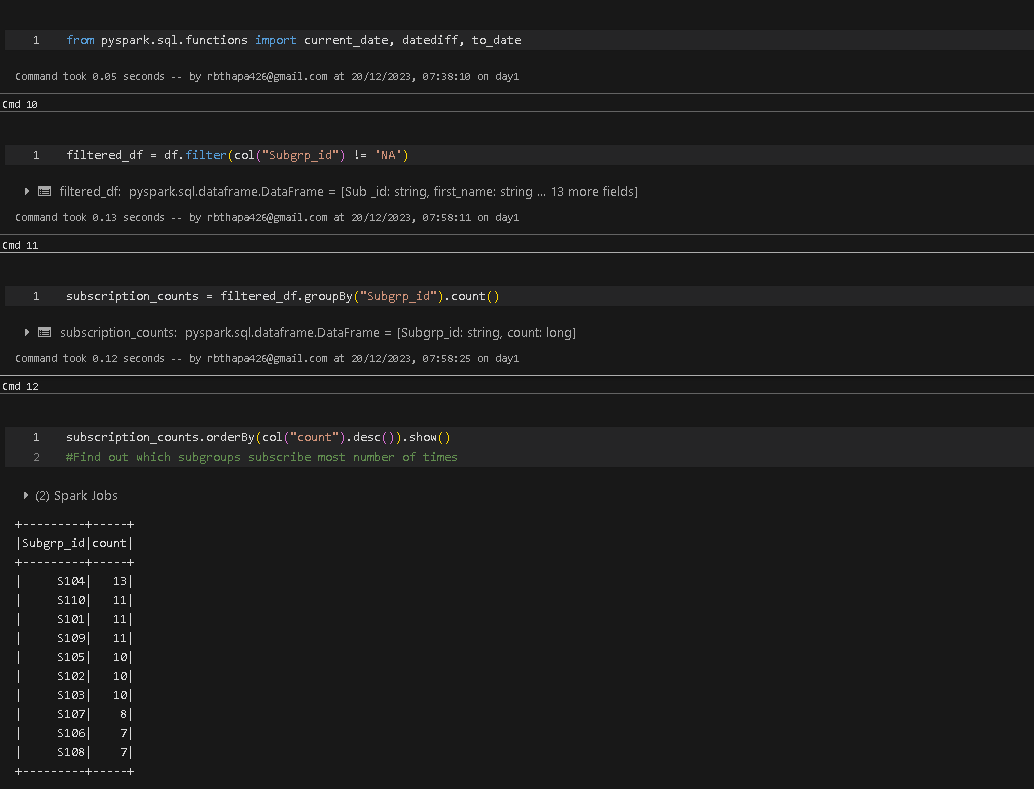 1 from pyspark.sql.functions import current_date, datediff, to_date
Command took 0.05 seconds -- by rbthapa426@gmail.com at 20/12/2023, 07:38:10 on day1
Cmd 10
1 filtered_df = df.filter(col("Subgrp_id") != 'NA')
filtered_df: pyspark.sql.dataframe.DataFrame = [Sub _id: string, first_name: string ... 13 more fields]
Command took 0.13 seconds -- by rbthapa426@gmail.com at 20/12/2023, 07:58:11 on day1
Cmd 11
1 subscription_counts = filtered_df.groupBy("Subgrp_id").count()
subscription_counts: pyspark.sql.dataframe.DataFrame = [Subgrp_id: string, count: long]
Command took 0.12 seconds -- by rbthapa426@gmail.com at 20/12/2023, 07:58:25 on day1
Cmd 12
1 subscription_counts.orderBy(col("count").desc()).show()
2 #Find out which subgroups subscribe most number of times
(2) Spark Jobs
+---------+-----+
|Subgrp_id|count|
+---------+-----+
|     S104|   13|
|     S110|   11|
|     S101|   11|
|     S109|   11|
|     S105|   10|
|     S102|   10|
|     S103|   10|
|     S107|    8|
|     S106|    7|
|     S108|    7|
+---------+-----+